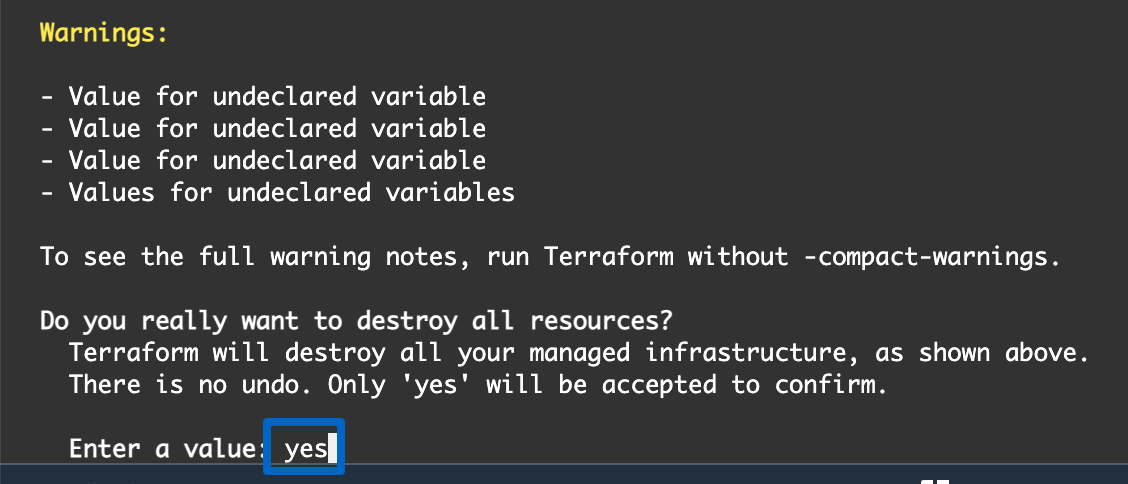 Warnings:
- Value for undeclared variable
- Value for undeclared variable
- Value for undeclared variable
- Values for undeclared variables
To see the full warning notes, run Terraform without -compact-warnings.
Do you really want to destroy all resources?
Terraform will destroy all your managed infrastructure, as shown above.
There is no undo. Only 'yes' will be accepted to confirm.
Enter a value: yes